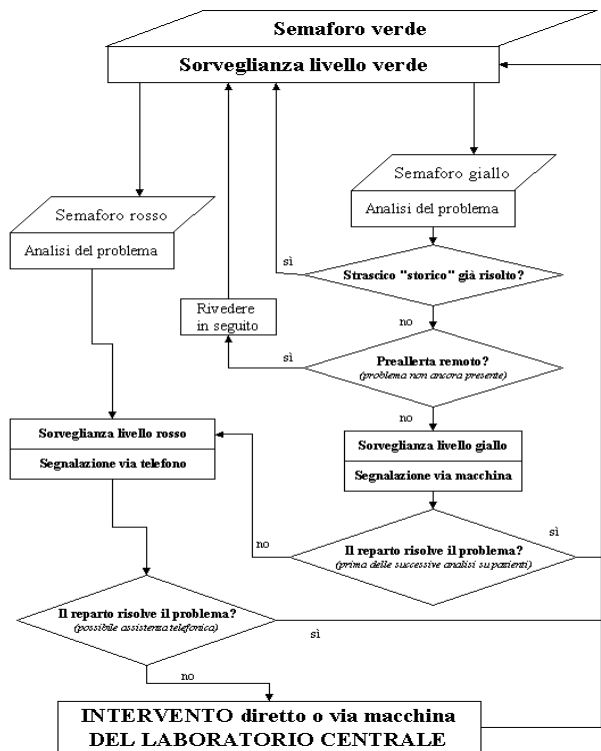 Semaforo verde
Sorveglianza livello verde
Semaforo giallo
Analisi del problema
Semaforo rosso
Analisi del problema
sì
Strascico "storico" già risolto?
no
Rivedere
in seguito
sì
Preallerta remoto?
(problema non ancora presente)
no
Sorveglianza livello rosso
Segnalazione via telefono
Sorveglianza livello giallo
Segnalazione via macchina
sì
no
Il reparto risolve il problema?
(prima delle successive analisi su pazienti)
Il reparto risolve il problema?
(possibile assistenza telefonica)
sì
no
INTERVENTO diretto o via macchina
DEL LABORATORIO CENTRALE